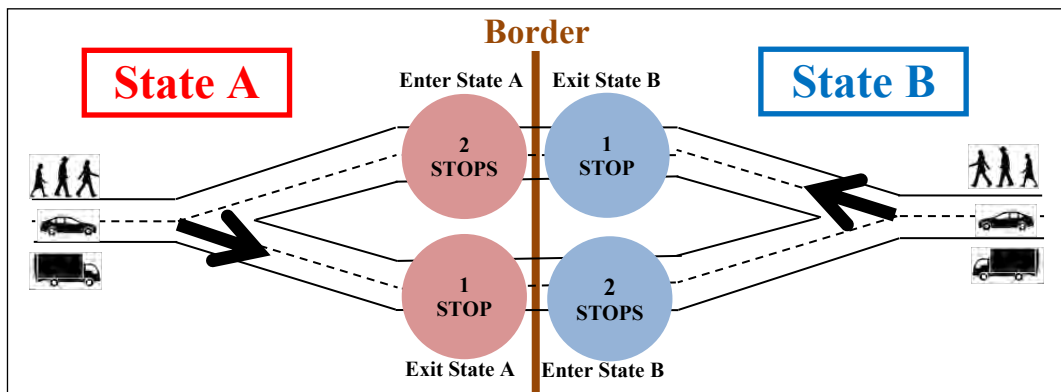 Border
State A
State B
Enter State A
Exit State B
2
STOPS
1
STOP
1
STOP
2
STOPS
Exit State A
Enter State B